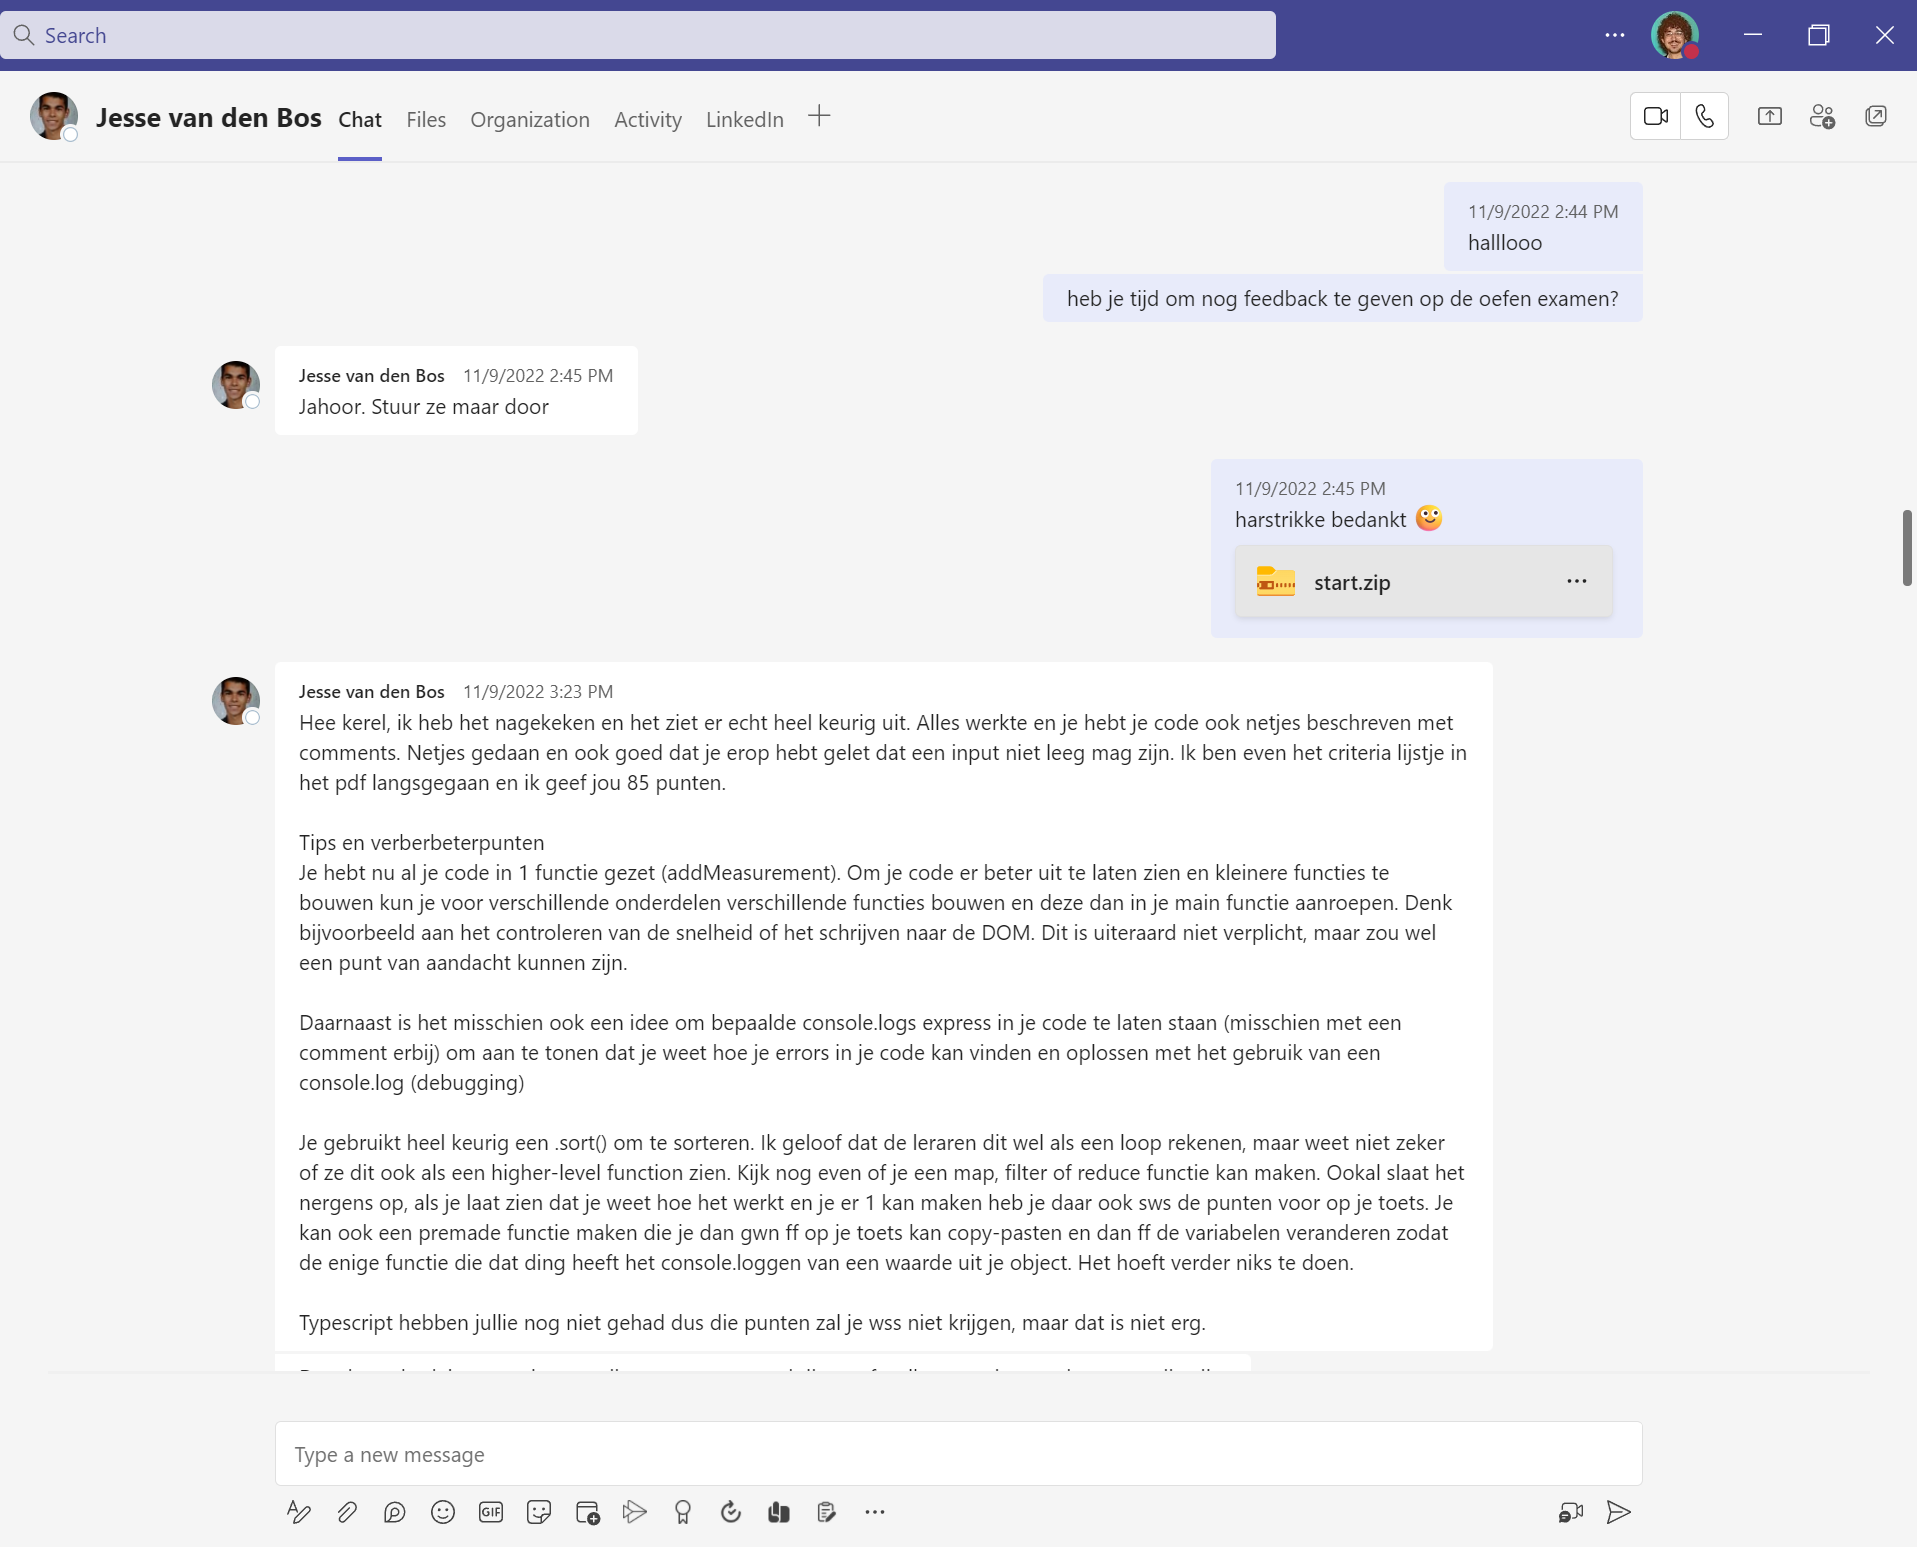 Search
Jesse van den Bos
Chat
Files
Organization
Activity
LinkedIn
11/9/2022 2:44 PM
halllooo
heb je tijd om nog feedback te geven op de oefen examen?
Jesse van den Bos 11/9/2022 2:45 PM
Jahoor. Stuur ze maar door
11/9/2022 2:45 PM
harstrikke bedankt
start.zip
Jesse van den Bos 11/9/2022 3:23 PM
Hee kerel, ik heb het nagekeken en het ziet er echt heel keurig uit. Alles werkte en je hebt je code ook netjes beschreven met
comments. Netjes gedaan en ook goed dat je erop hebt gelet dat een input niet leeg mag zijn. Ik ben even het criteria lijstje in
het pdf langsgegaan en ik geef jou 85 punten.
Tips en verberbeterpunten
Je hebt nu al je code in 1 functie gezet (addMeasurement). Om je code er beter uit te laten zien en kleinere functies te
bouwen kun je voor verschillende onderdelen verschillende functies bouwen en deze dan in je main functie aanroepen. Denk
bijvoorbeeld aan het controleren van de snelheid of het schrijven naar de DOM. Dit is uiteraard niet verplicht, maar zou wel
een punt van aandacht kunnen zijn.
Daarnaast is het misschien ook een idee om bepaalde console.logs express in je code te laten staan (misschien met een
comment erbij) om aan te tonen dat je weet hoe je errors in je code kan vinden en oplossen met het gebruik van een
console.log (debugging)
Je gebruikt heel keurig een .sort() om te sorteren. Ik geloof dat de leraren dit wel als een loop rekenen, maar weet niet zeker
of ze dit ook als een higher-level function zien. Kijk nog even of je een map, filter of reduce functie kan maken. Ookal slaat het
nergens op, als je laat zien dat je weet hoe het werkt en je er 1 kan maken heb je daar ook sws de punten voor op je toets. Je
kan ook een premade functie maken die je dan gwn ff op je toets kan copy-pasten en dan ff de variabelen veranderen zodat
de enige functie die dat ding heeft het console.loggen van een waarde uit je object. Het hoeft verder niks te doen.
Typescript hebben jullie nog niet gehad dus die punten zal je wss niet krijgen, maar dat is niet erg.
Type a new message
GIF